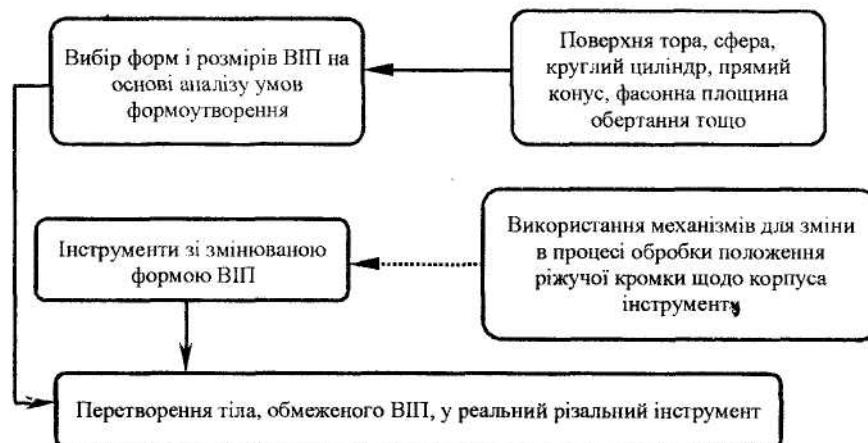 Вибір форм і розмірів ВІП на
основі аналізу умов
формоутворення
Поверхня тора, сфера,
круглий циліндр, прямий
конус, фасонна площина
обертання тощо
Інструменти зі змінюваною
формою ВІП
Використання механізмів для зміни
в процесі обробки положення
ріжучої кромки щодо корпуса
інструменту
Перетворення тіла, обмеженого ВІП, у реальний різальний інструмент